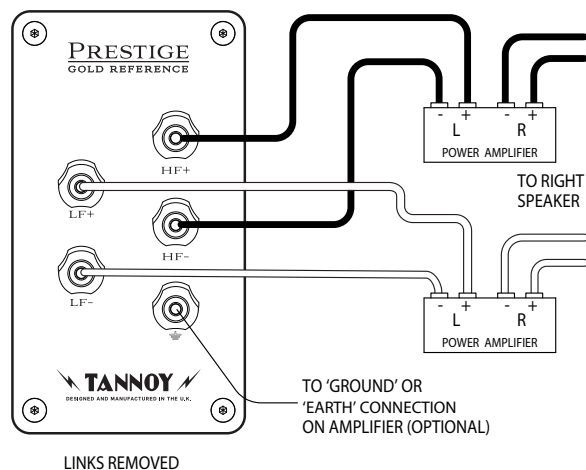 PRESTIGE
GOLD REFERENCE
HF+
LF+
HF-
LF-
TANNOY
DESIGNED AND MANUFACTURED IN THE U.K.
LINKS REMOVED
- +
- +
L
R
POWER AMPLIFIER
TO RIGHT
SPEAKER
- +
- +
L
R
POWER AMPLIFIER
TO ‘GROUND’ OR
‘EARTH’ CONNECTION
ON AMPLIFIER (OPTIONAL)